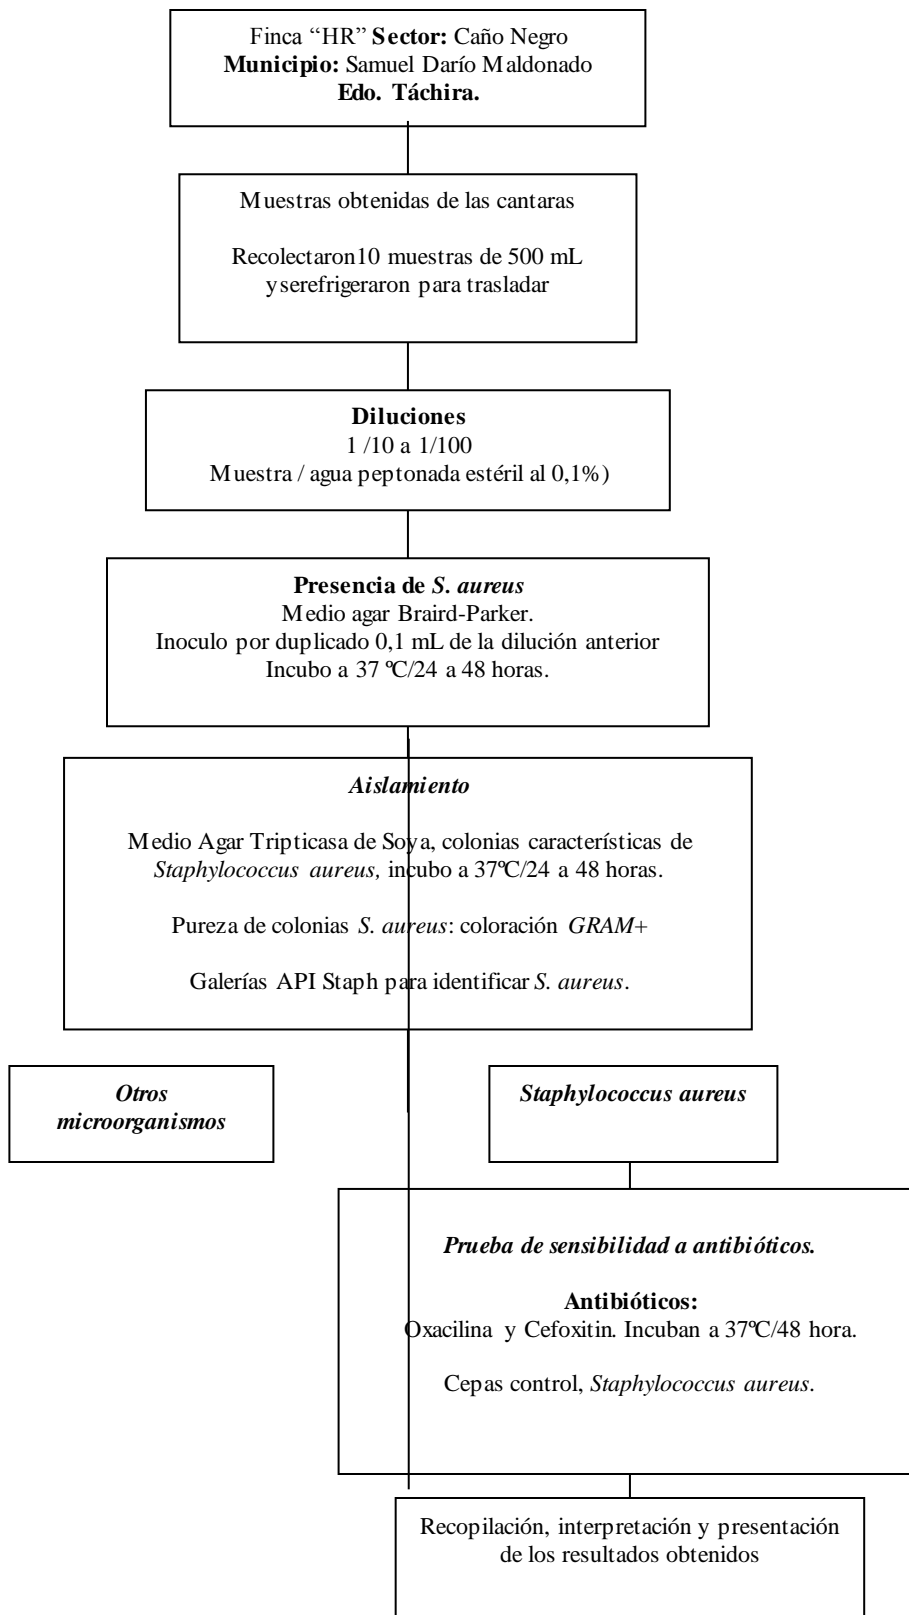 Finca “HR” Sector: Caño Negro
Municipio: Samuel Darío Maldonado
Edo. Táchira.
Muestras obtenidas de las cantaras
Recolectaron10 muestras de 500 mL
yserefrigeraron para trasladar
Diluciones
1 /10 a 1/100
Muestra / agua peptonada estéril al 0,1%)
Presencia de S. aureus
Medio agar Braird-Parker.
Inoculo por duplicado 0,1 mL de la dilución anterior
Incubo a 37 ºC/24 a 48 horas.
Aislamiento
Medio Agar Tripticasa de Soya, colonias características de
Staphylococcus aureus, incubo a 37ºC/24 a 48 horas.
Pureza de colonias S. aureus: coloración GRAM+
Galerías API Staph para identificar S. aureus.
Otros
microorganismos
Staphylococcus aureus
Prueba de sensibilidad a antibióticos.
Antibióticos:
Oxacilina y Cefoxitin. Incuban a 37ºC/48 hora.
Cepas control, Staphylococcus aureus.
Recopilación, interpretación y presentación
de los resultados obtenidos